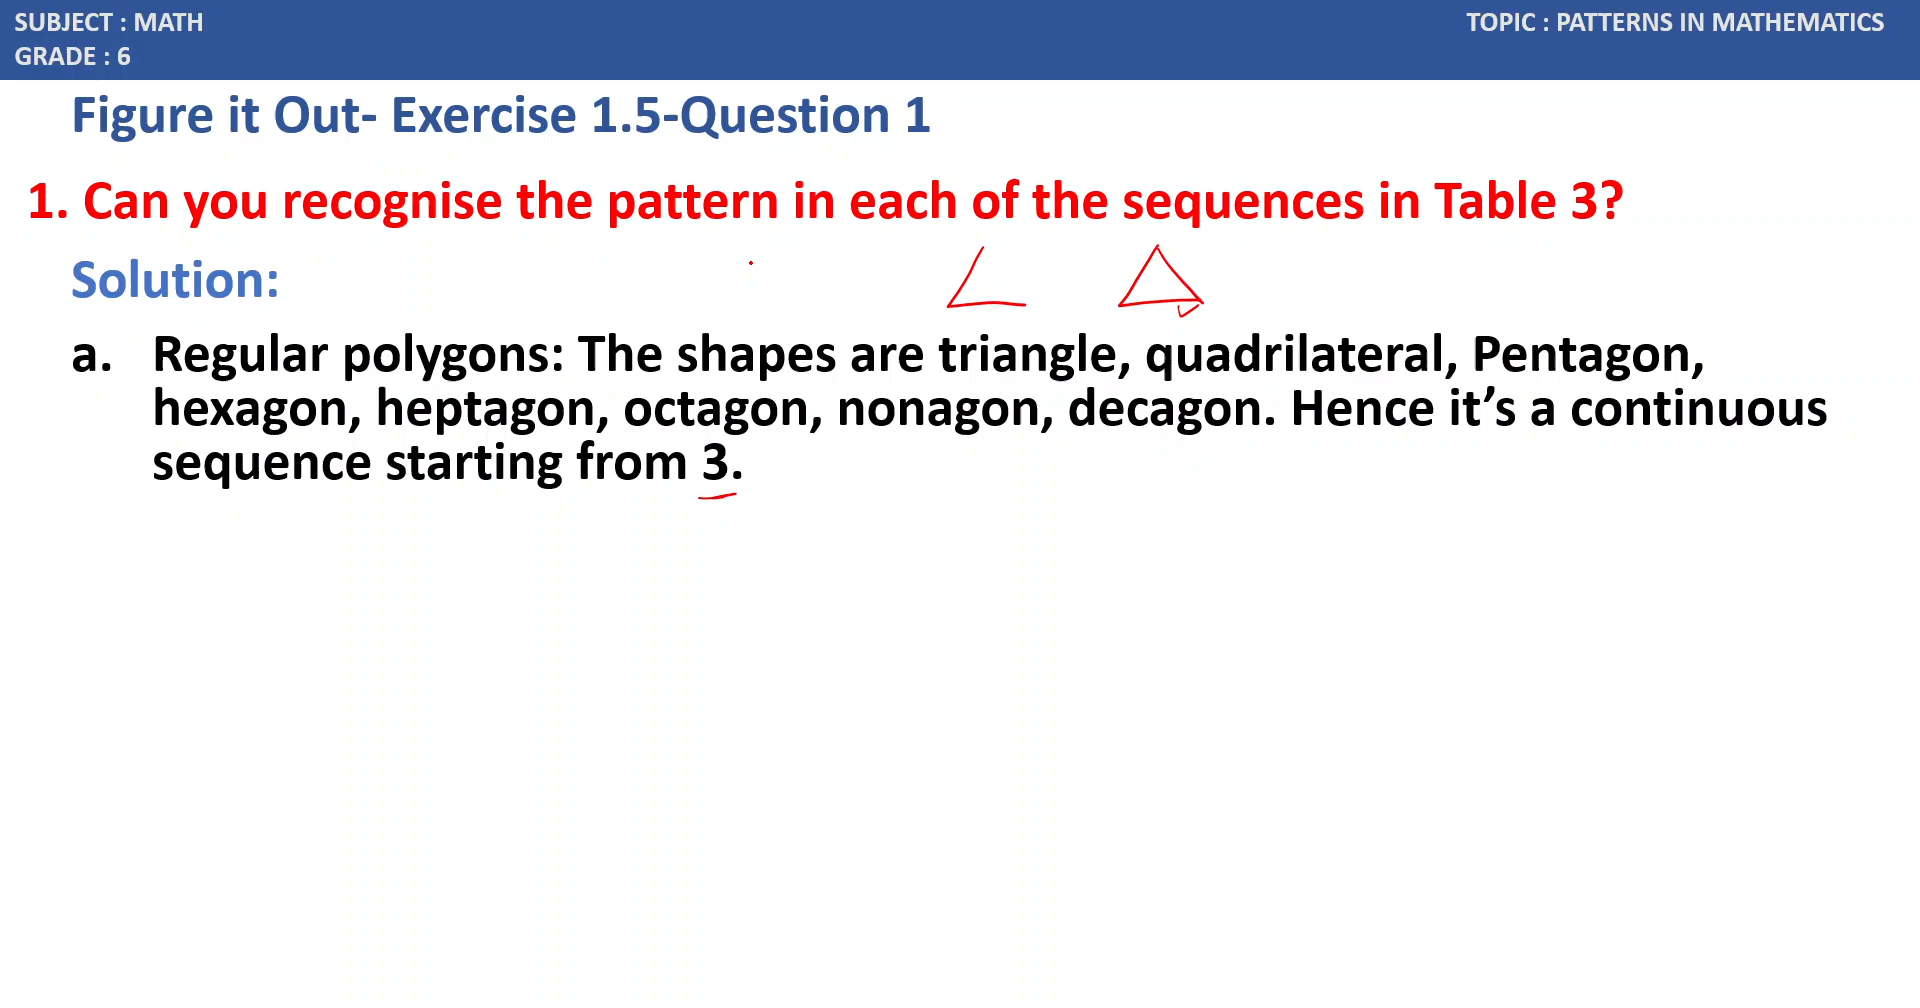 SUBJECT : MATH
TOPIC : PATTERNS IN MATHEMATICS
GRADE : 6
Figure it Out- Exercise 1.5-Question 1
1. Can you recognise the pattern in each of the sequences in Table 3?
Solution:
a. Regular polygons: The shapes are triangle, quadrilateral, Pentagon,
hexagon, heptagon, octagon, nonagon, decagon. Hence it’s a continuous
sequence starting from 3.